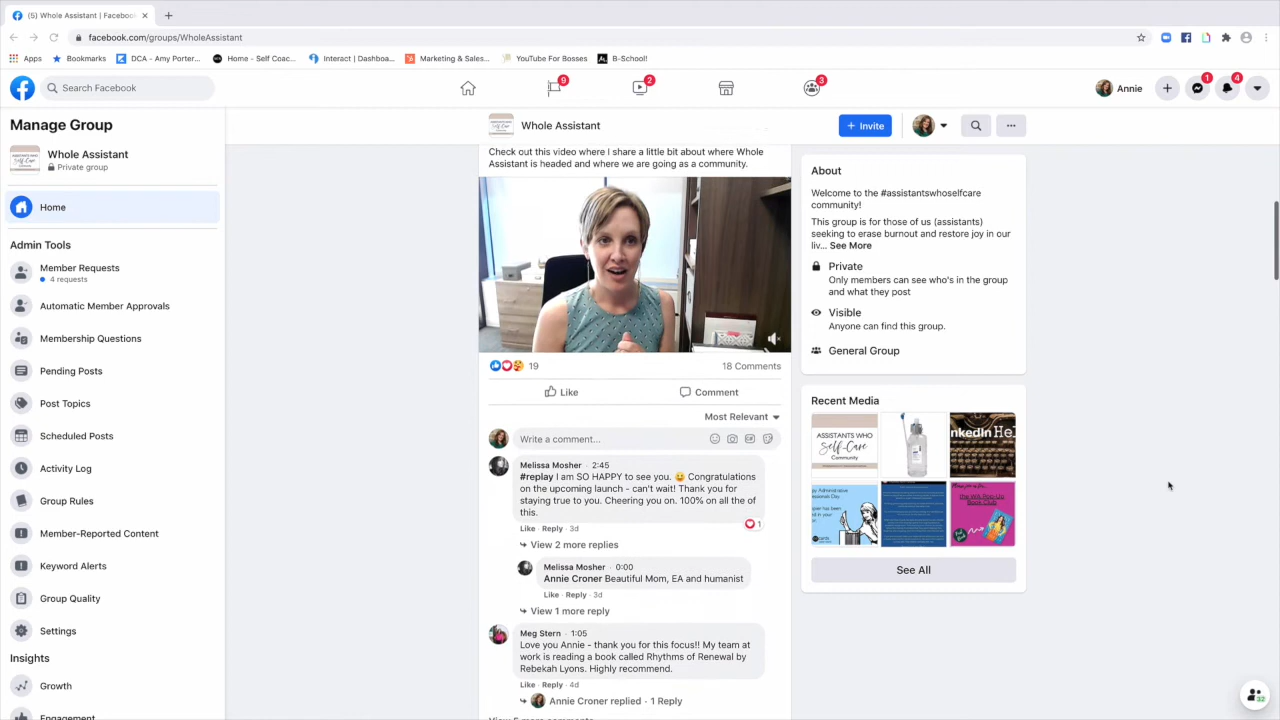 (5) Whole Assistant | Facebook
facebook.com/groups/WholeAssistant
Apps
Bookmarks
DCA - Amy Porter...
Home - Self Coac...
Interact | Dashboa...
Marketing & Sales...
YouTube For Bosses
B-School!
Search Facebook
9
2
3
Annie
1
4
Manage Group
Whole Assistant
Private group
Home
Admin Tools
Member Requests
4 requests
Automatic Member Approvals
Membership Questions
Pending Posts
Post Topics
Scheduled Posts
Activity Log
Group Rules
Member-Reported Content
Keyword Alerts
Group Quality
Settings
Insights
Growth
Engagement
Whole Assistant
+ Invite
Check out this video where I share a little bit about where Whole
Assistant is headed and where we are going as a community.
19
18 Comments
Like
Comment
Most Relevant
Write a comment...
GIF
Melissa Mosher · 2:45
#replay I am SO HAPPY to see you. 😃 Congratulations
on the upcoming launch - can't wait! Thank you for
staying true to you. Cheering you on. 100% on all the of
this.
1
Like · Reply · 3d
View 2 more replies
Melissa Mosher · 0:00
Annie Croner Beautiful Mom, EA and humanist
Like · Reply · 3d
View 1 more reply
Meg Stern · 1:05
Love you Annie - thank you for this focus!! My team at
work is reading a book called Rhythms of Renewal by
Rebekah Lyons. Highly recommend.
Like · Reply · 4d
Annie Croner replied · 1 Reply
View 5 more comments
About
Welcome to the #assistantswhoselfcare
community!
This group is for those of us (assistants)
seeking to erase burnout and restore joy in our
liv... See More
Private
Only members can see who's in the group
and what they post
Visible
Anyone can find this group.
General Group
Recent Media
ASSISTANTS WHO
Self-Care
Community
nkedIn Hel
See All